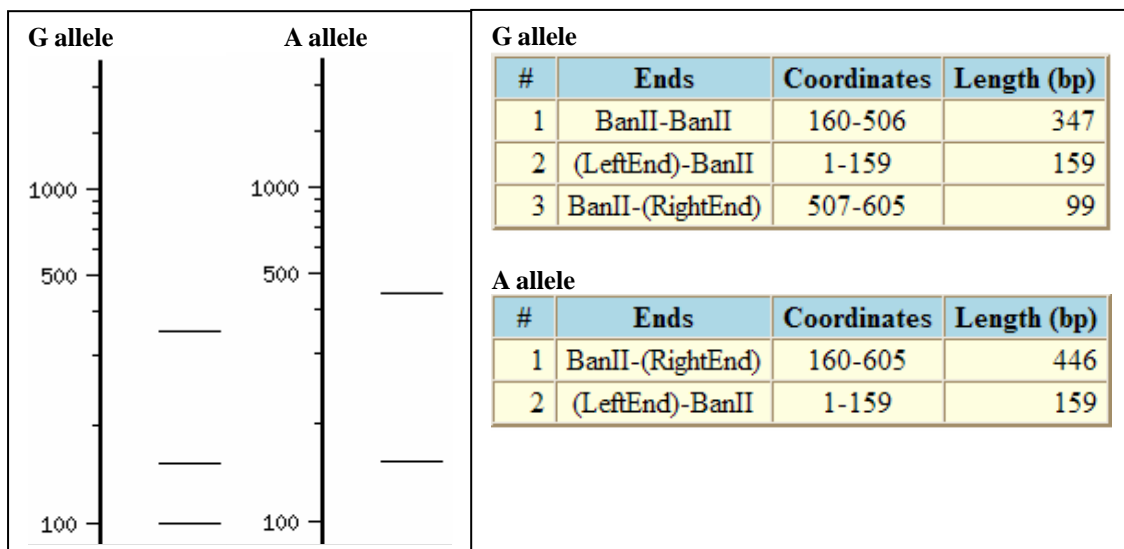 G allele
A allele
1000
500
100
1000
500
100
G allele
# Ends Coordinates Length (bp)
1 BanII-BanII 160-506 347
2 (LeftEnd)-BanII 1-159 159
3 BanII-(RightEnd) 507-605 99
A allele
# Ends Coordinates Length (bp)
1 BanII-(RightEnd) 160-605 446
2 (LeftEnd)-BanII 1-159 159